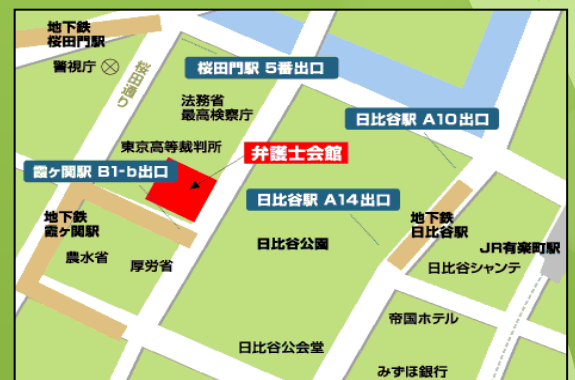 地下鉄
桜田門駅
警視庁
桜田通り
桜田門駅 5番出口
法務省
最高検察庁
日比谷駅 A10出口
東京高等裁判所
弁護士会館
霞ヶ関駅 B1-b出口
日比谷駅 A14出口
地下鉄
霞ヶ関駅
地下鉄
日比谷駅
日比谷公園
JR有楽町駅
農水省
厚労省
日比谷シャンテ
帝国ホテル
日比谷公会堂
みずほ銀行